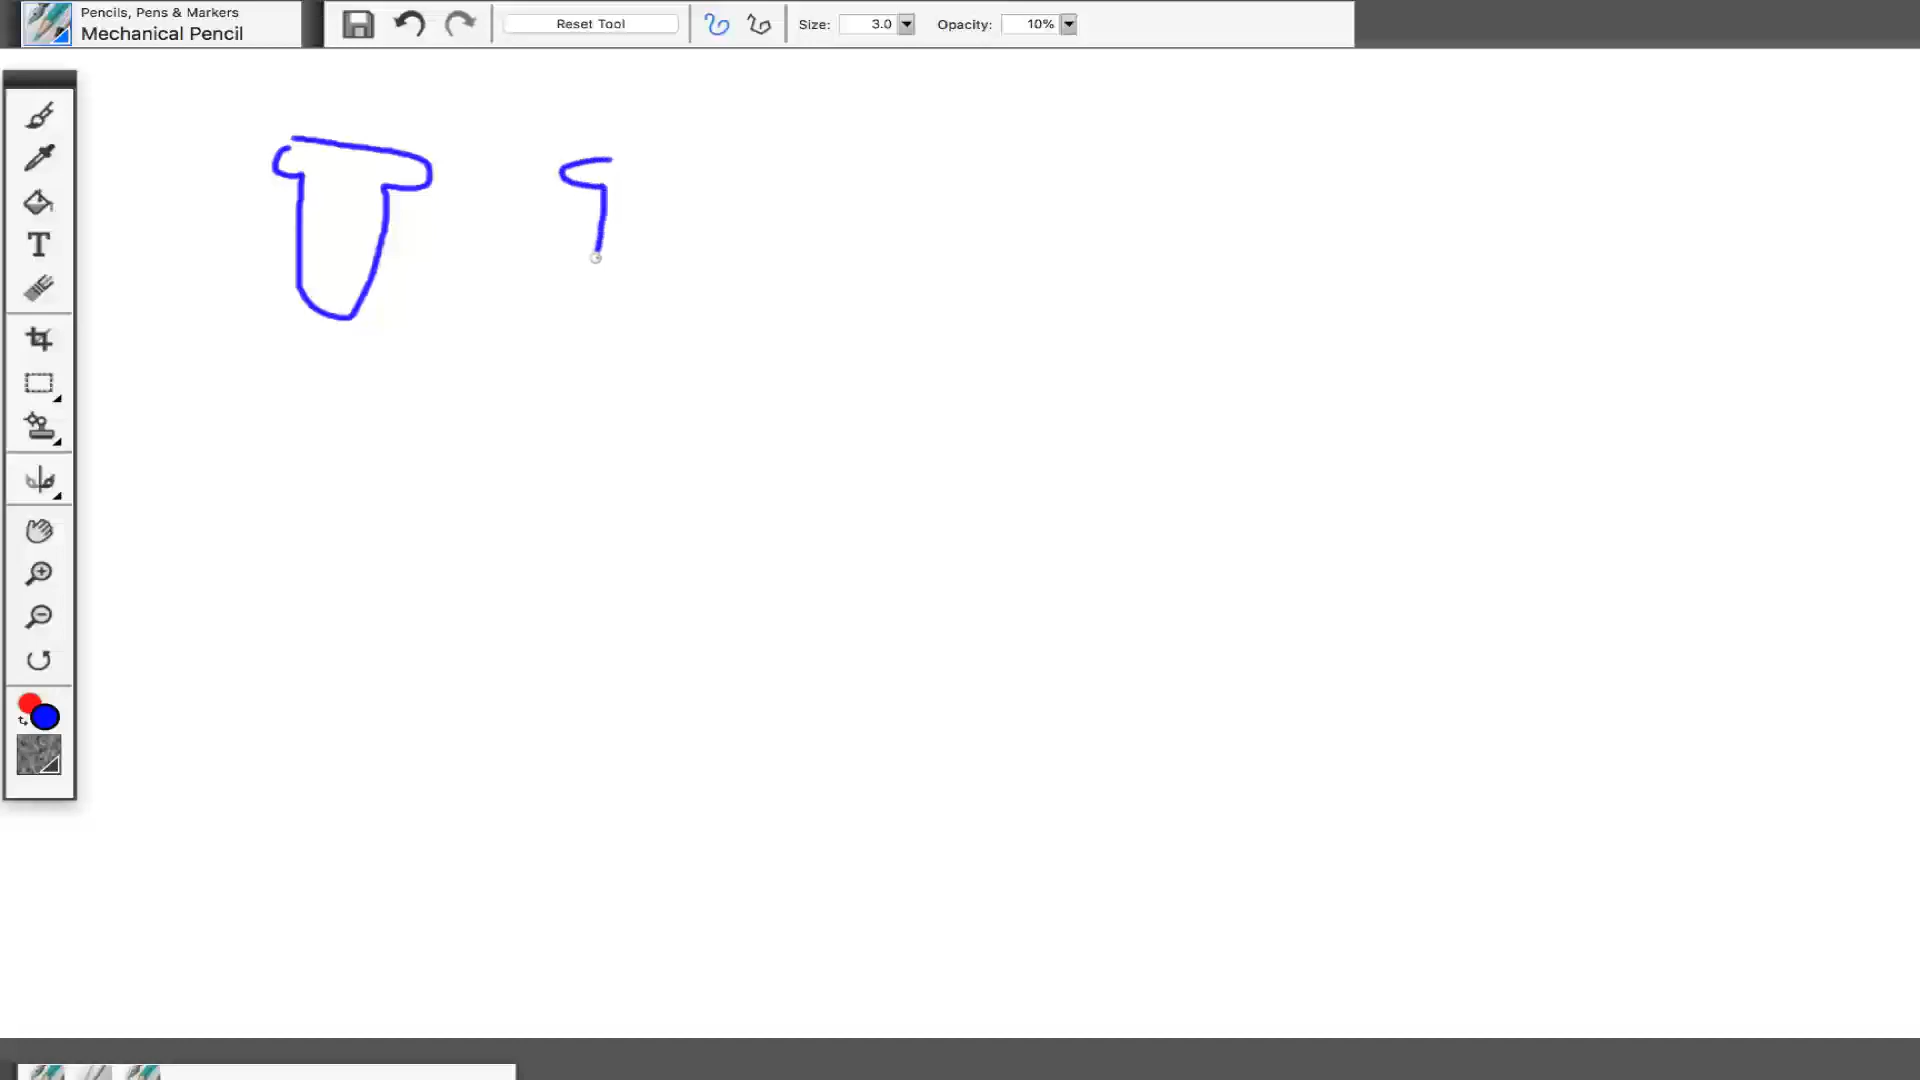 Pencils, Pens & Markers
Mechanical Pencil
Reset Tool
Size: 3.0
Opacity: 10%
T